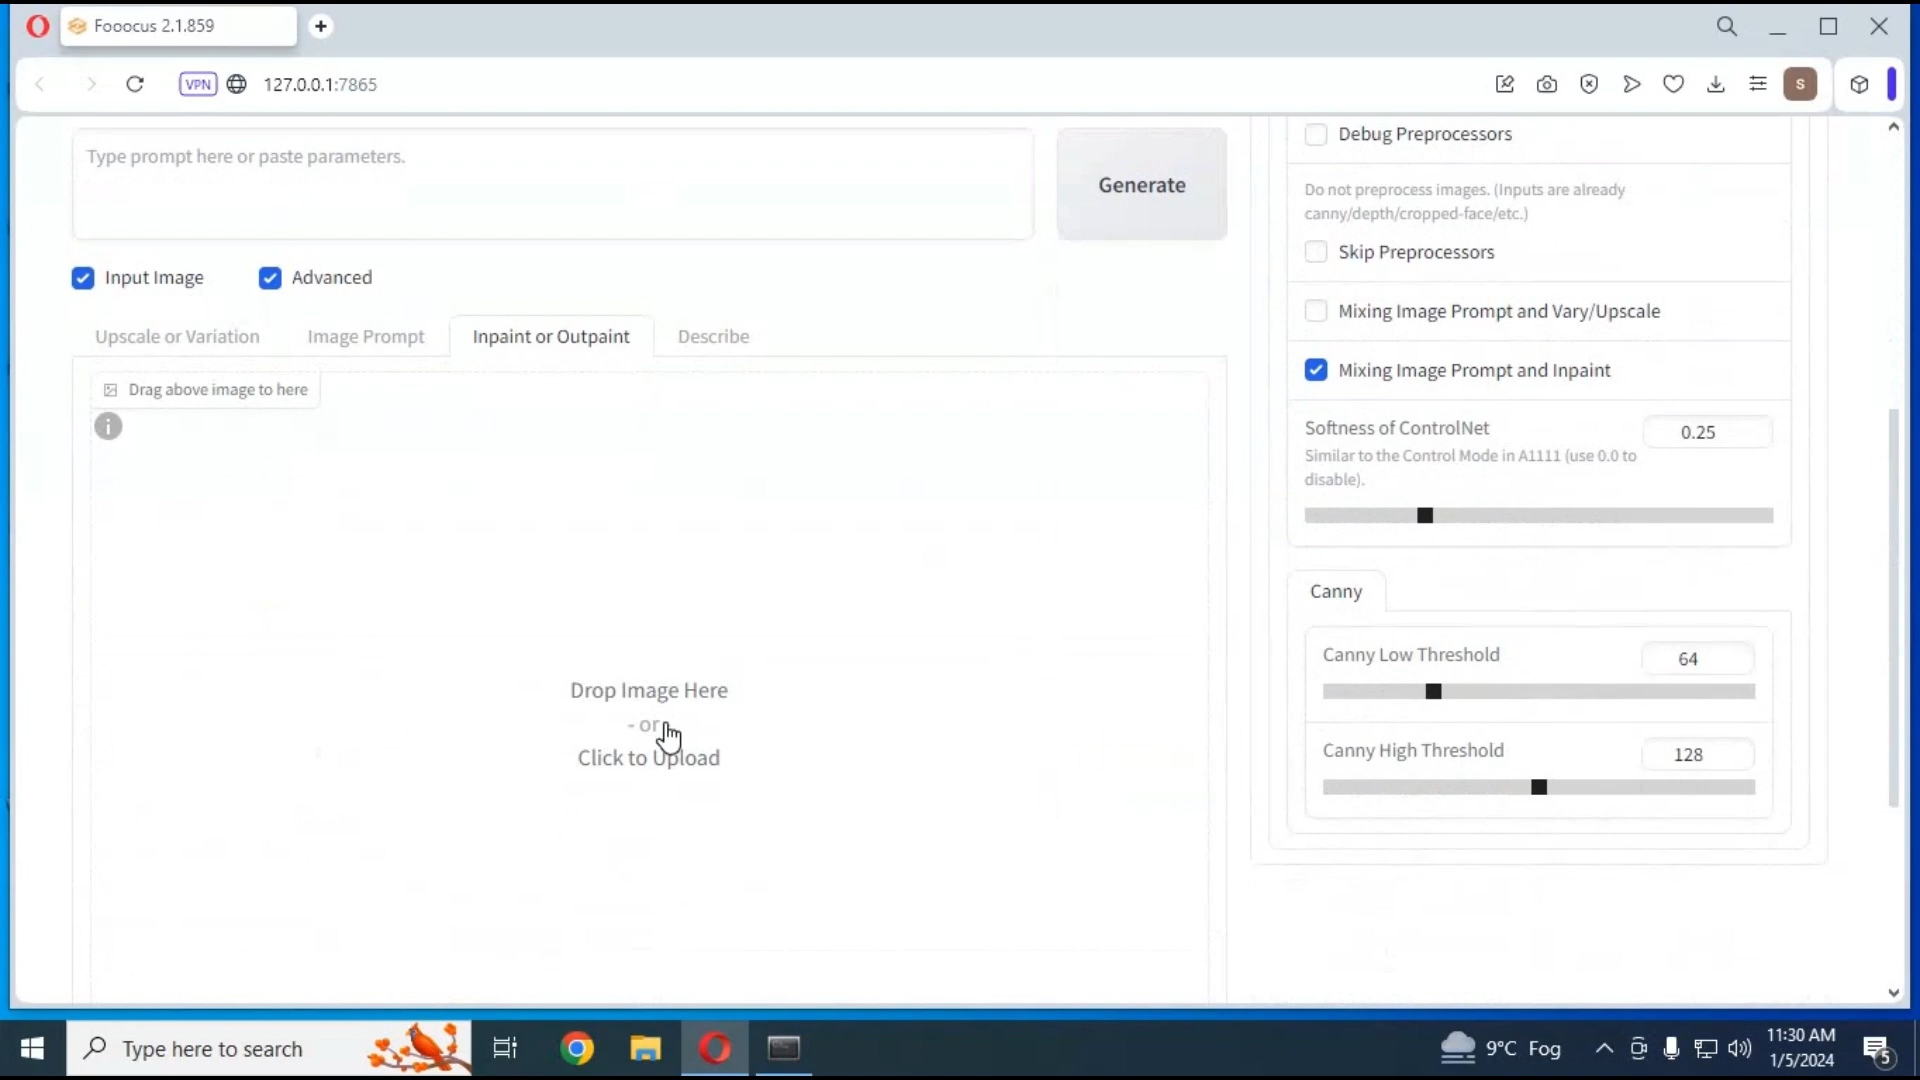 Fooocus 2.1.859
VPN
127.0.0.1:7865
S
Type prompt here or paste parameters.
Generate
Input Image
Advanced
Upscale or Variation
Image Prompt
Inpaint or Outpaint
Describe
Drag above image to here
i
Drop Image Here
- or
Click to Upload
Debug Preprocessors
Do not preprocess images. (Inputs are already
canny/depth/cropped-face/etc.)
Skip Preprocessors
Mixing Image Prompt and Vary/Upscale
Mixing Image Prompt and Inpaint
Softness of ControlNet
0.25
Similar to the Control Mode in A1111 (use 0.0 to
disable).
Canny
Canny Low Threshold
64
Canny High Threshold
128
Type here to search
9°C Fog
11:30 AM
1/5/2024
5